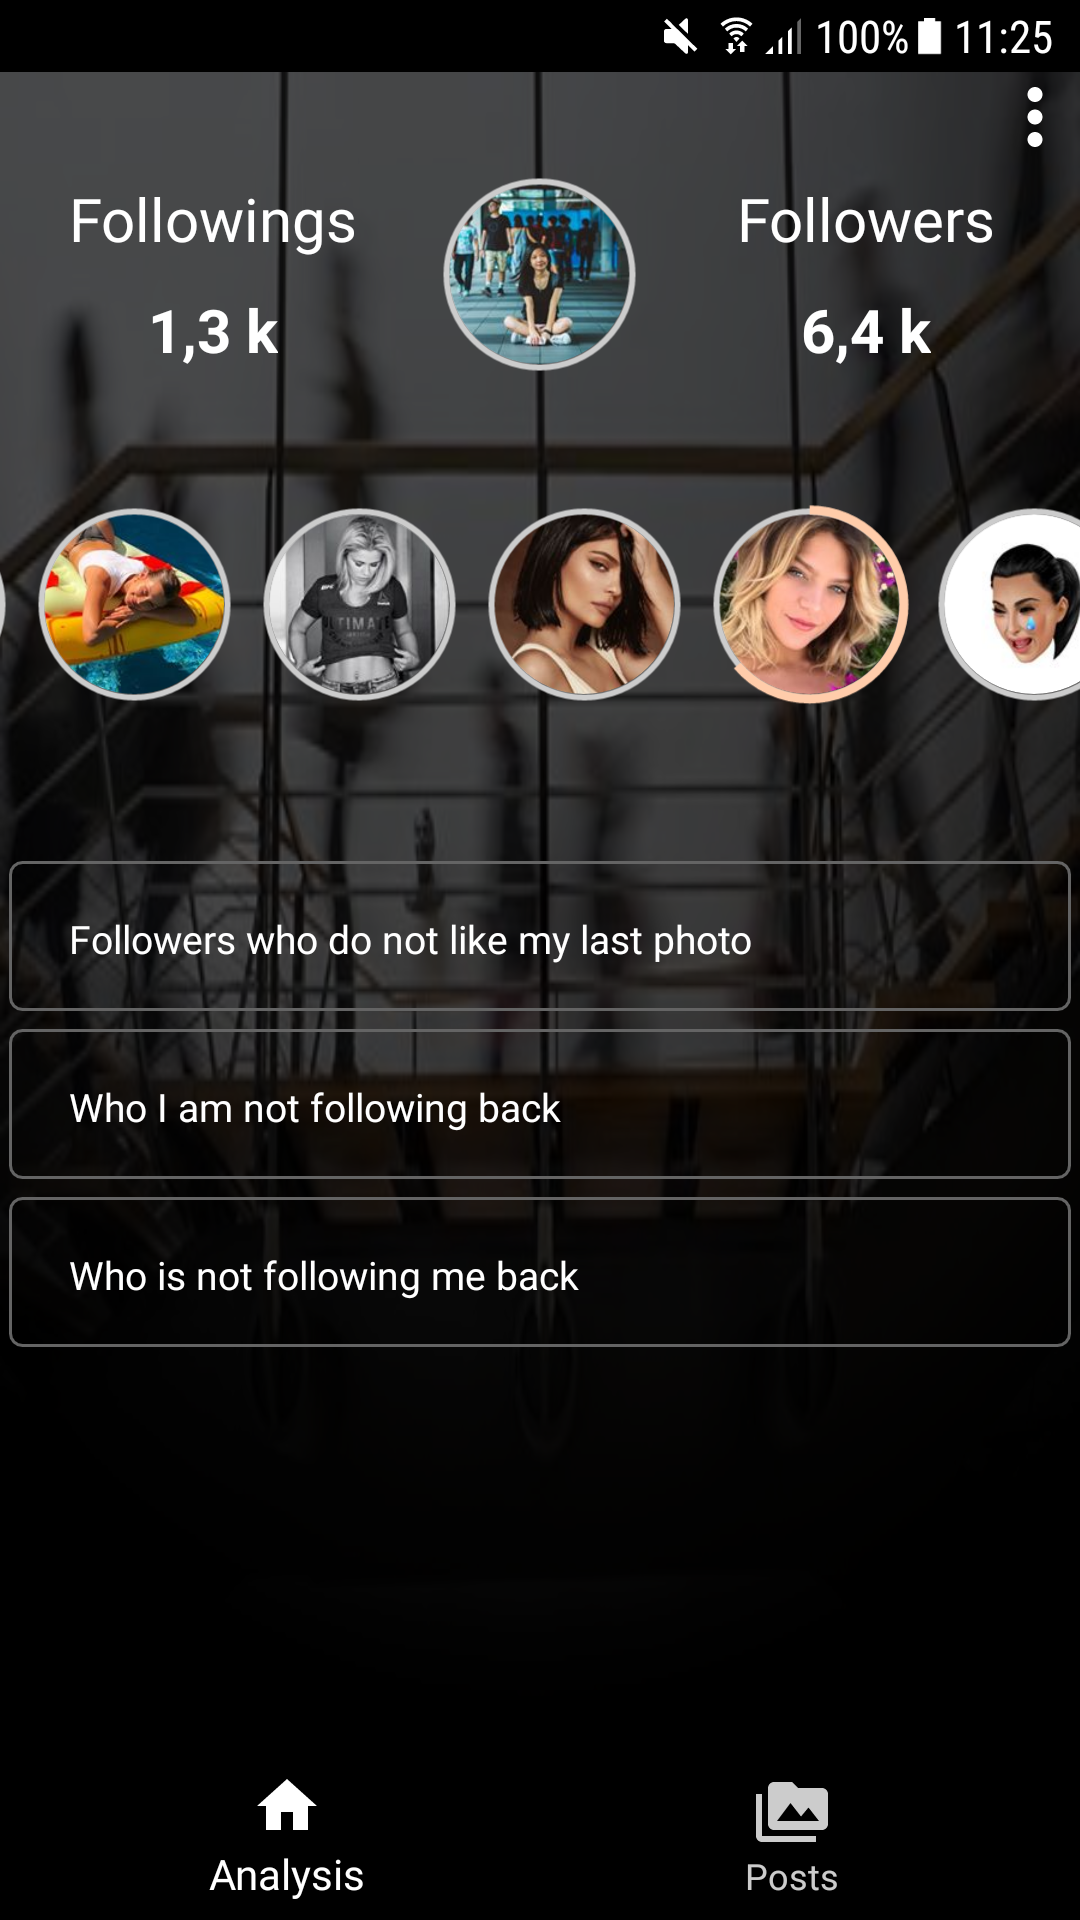 100% 11:25
Followings
Followers
1,3 k
6,4 k
ULTIMATE
Followers who do not like my last photo
Who I am not following back
Who is not following me back
Analysis
Posts